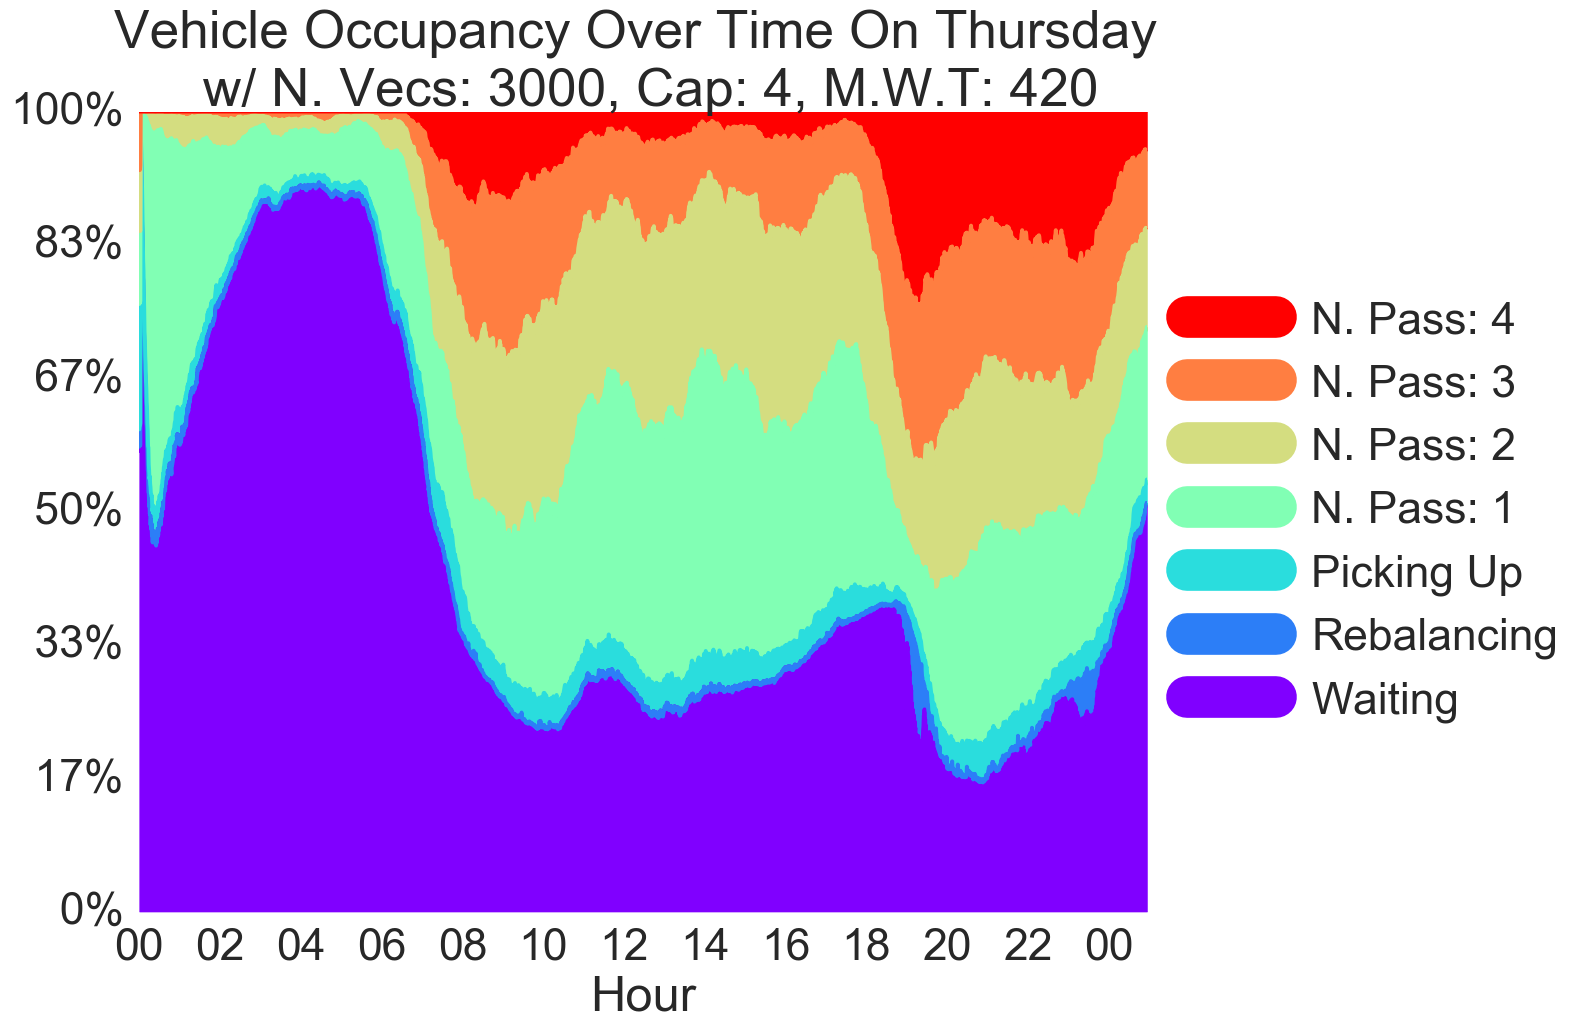 Vehicle Occupancy Over Time On Thursday
w/ N. Vecs: 3000, Cap: 4, M.W.T: 420
100%
83%
67%
50%
33%
17%
0%
00 02 04 06 08 10 12 14 16 18 20 22 00
Hour
N. Pass: 4
N. Pass: 3
N. Pass: 2
N. Pass: 1
Picking Up
Rebalancing
Waiting